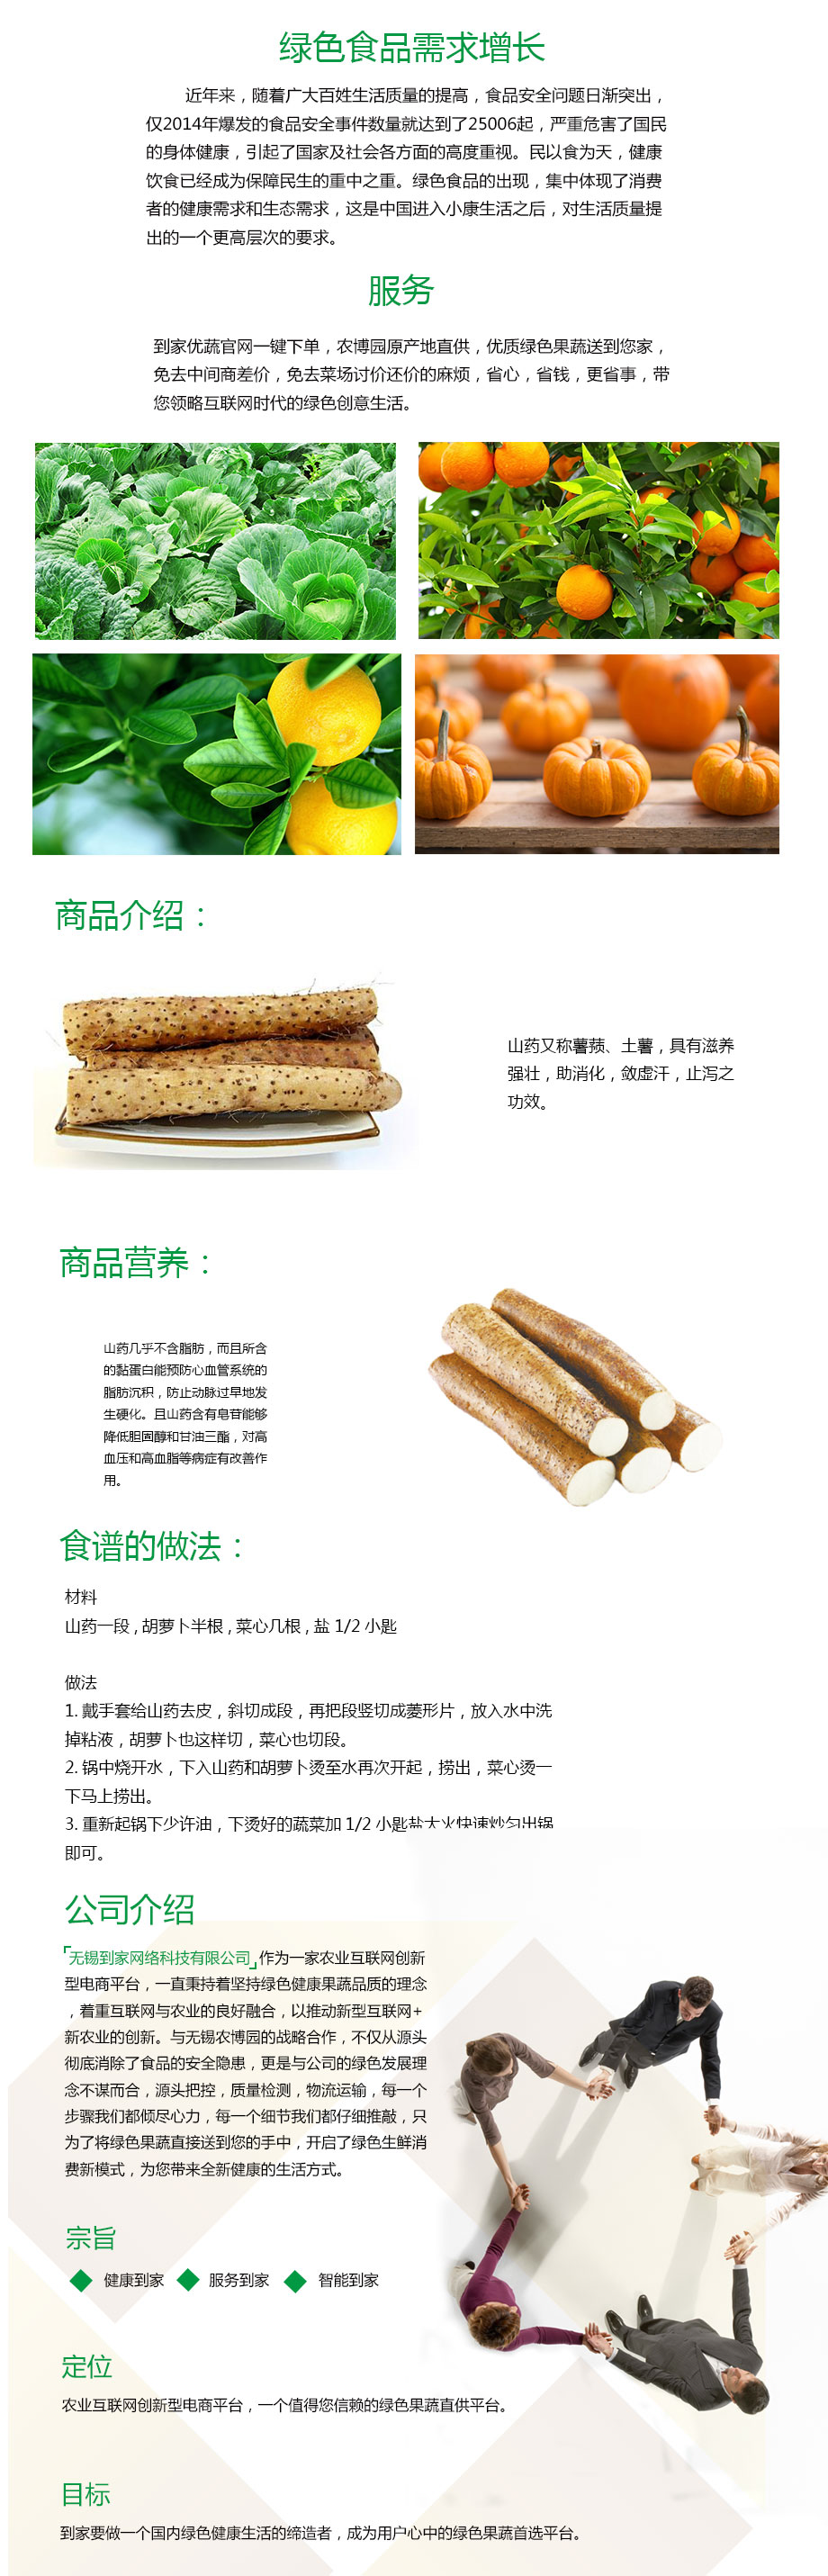 绿色食品需求增长
近年来，随着广大百姓生活质量的提高，食品安全问题日渐突出，
仅2014年爆发的食品安全事件数量就达到了25006起，严重危害了国民
的身体健康，引起了国家及社会各方面的高度重视。民以食为天，健康
饮食已经成为保障民生的重中之重。绿色食品的出现，集中体现了消费
者的健康需求和生态需求，这是中国进入小康生活之后，对生活质量提
出的一个更高层次的要求。
服务
到家优蔬官网一键下单，农博园原产地直供，优质绿色果蔬送到您家，
免去中间商差价，免去菜场讨价还价的麻烦，省心，省钱，更省事，带
您领略互联网时代的绿色创意生活。
商品介绍：
山药又称薯蓣、土薯，具有滋养
强壮，助消化，敛虚汗，止泻之
功效。
商品营养：
山药几乎不含脂肪，而且所含
的黏蛋白能预防心血管系统的
脂肪沉积，防止动脉过早地发
生硬化。且山药含有皂苷能够
降低胆固醇和甘油三酯，对高
血压和高血脂等病症有改善作
用。
食谱的做法：
材料
山药一段 , 胡萝卜半根 , 菜心几根 , 盐 1/2 小匙
做法
1. 戴手套给山药去皮，斜切成段，再把段竖切成菱形片，放入水中洗
掉粘液，胡萝卜也这样切，菜心也切段。
2. 锅中烧开水，下入山药和胡萝卜烫至水再次开起，捞出，菜心烫一
下马上捞出。
3. 重新起锅下少许油，下烫好的蔬菜加 1/2 小匙盐大火快速炒匀出锅
即可。
公司介绍
「无锡到家网络科技有限公司」作为一家农业互联网创新
型电商平台，一直秉持着坚持绿色健康果蔬品质的理念
，着重互联网与农业的良好融合，以推动新型互联网+
新农业的创新。与无锡农博园的战略合作，不仅从源头
彻底消除了食品的安全隐患，更是与公司的绿色发展理
念不谋而合，源头把控，质量检测，物流运输，每一个
步骤我们都倾尽心力，每一个细节我们都仔细推敲，只
为了将绿色果蔬直接送到您的手中，开启了绿色生鲜消
费新模式，为您带来全新健康的生活方式。
宗旨
◆ 健康到家 ◆ 服务到家 ◆ 智能到家
定位
农业互联网创新型电商平台，一个值得您信赖的绿色果蔬直供平台。
目标
到家要做一个国内绿色健康生活的缔造者，成为用户心中的绿色果蔬首选平台。